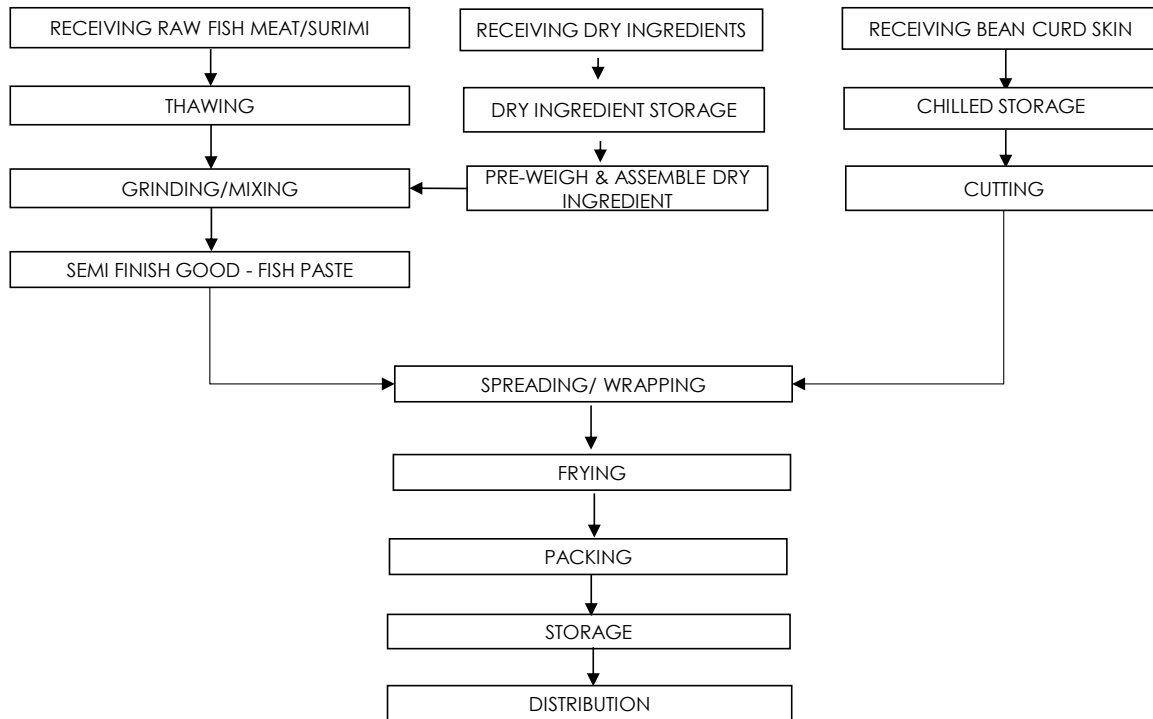 RECEIVING RAW FISH MEAT/SURIMI
RECEIVING DRY INGREDIENTS
RECEIVING BEAN CURD SKIN
THAWING
DRY INGREDIENT STORAGE
CHILLED STORAGE
GRINDING/MIXING
PRE-WEIGH & ASSEMBLE DRY
INGREDIENT
CUTTING
SEMI FINISH GOOD - FISH PASTE
SPREADING/ WRAPPING
FRYING
PACKING
STORAGE
DISTRIBUTION